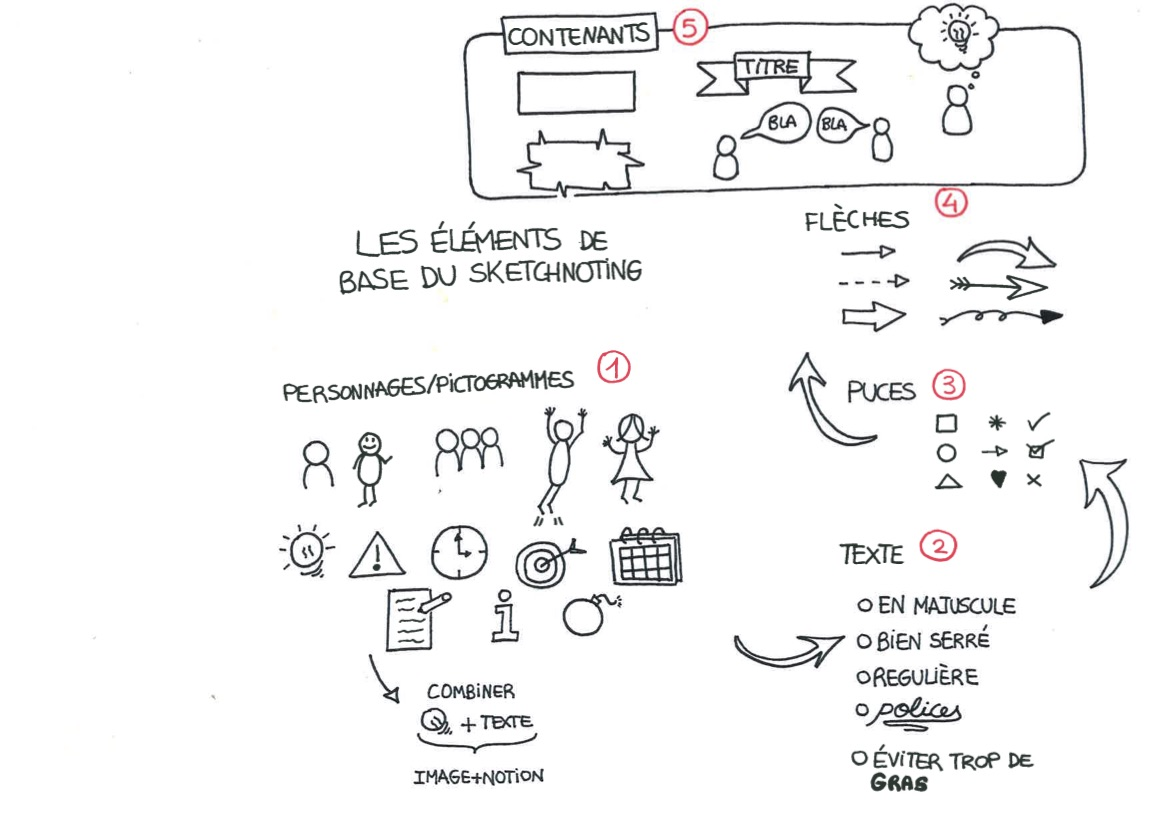 CONTENANTS 5
TITRE
BLA
BLA
LES ÉLÉMENTS DE
BASE DU SKETCHNOTING
PERSONNAGES/PICTOGRAMMES 1
COMBINER
+ TEXTE
IMAGE+NOTION
TEXTE 2
EN MAJUSCULE
BIEN SERRÉ
REGULIÈRE
polices
ÉVITER TROP DE
GRAS
PUCES 3
FLÈCHES 4